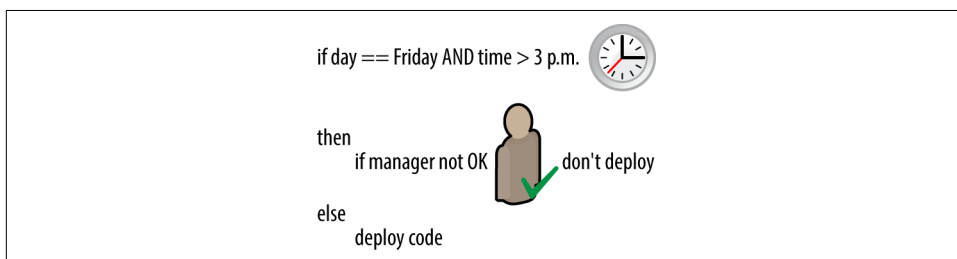 if day == Friday AND time > 3 p.m.
then
if manager not OK don't deploy
else
deploy code